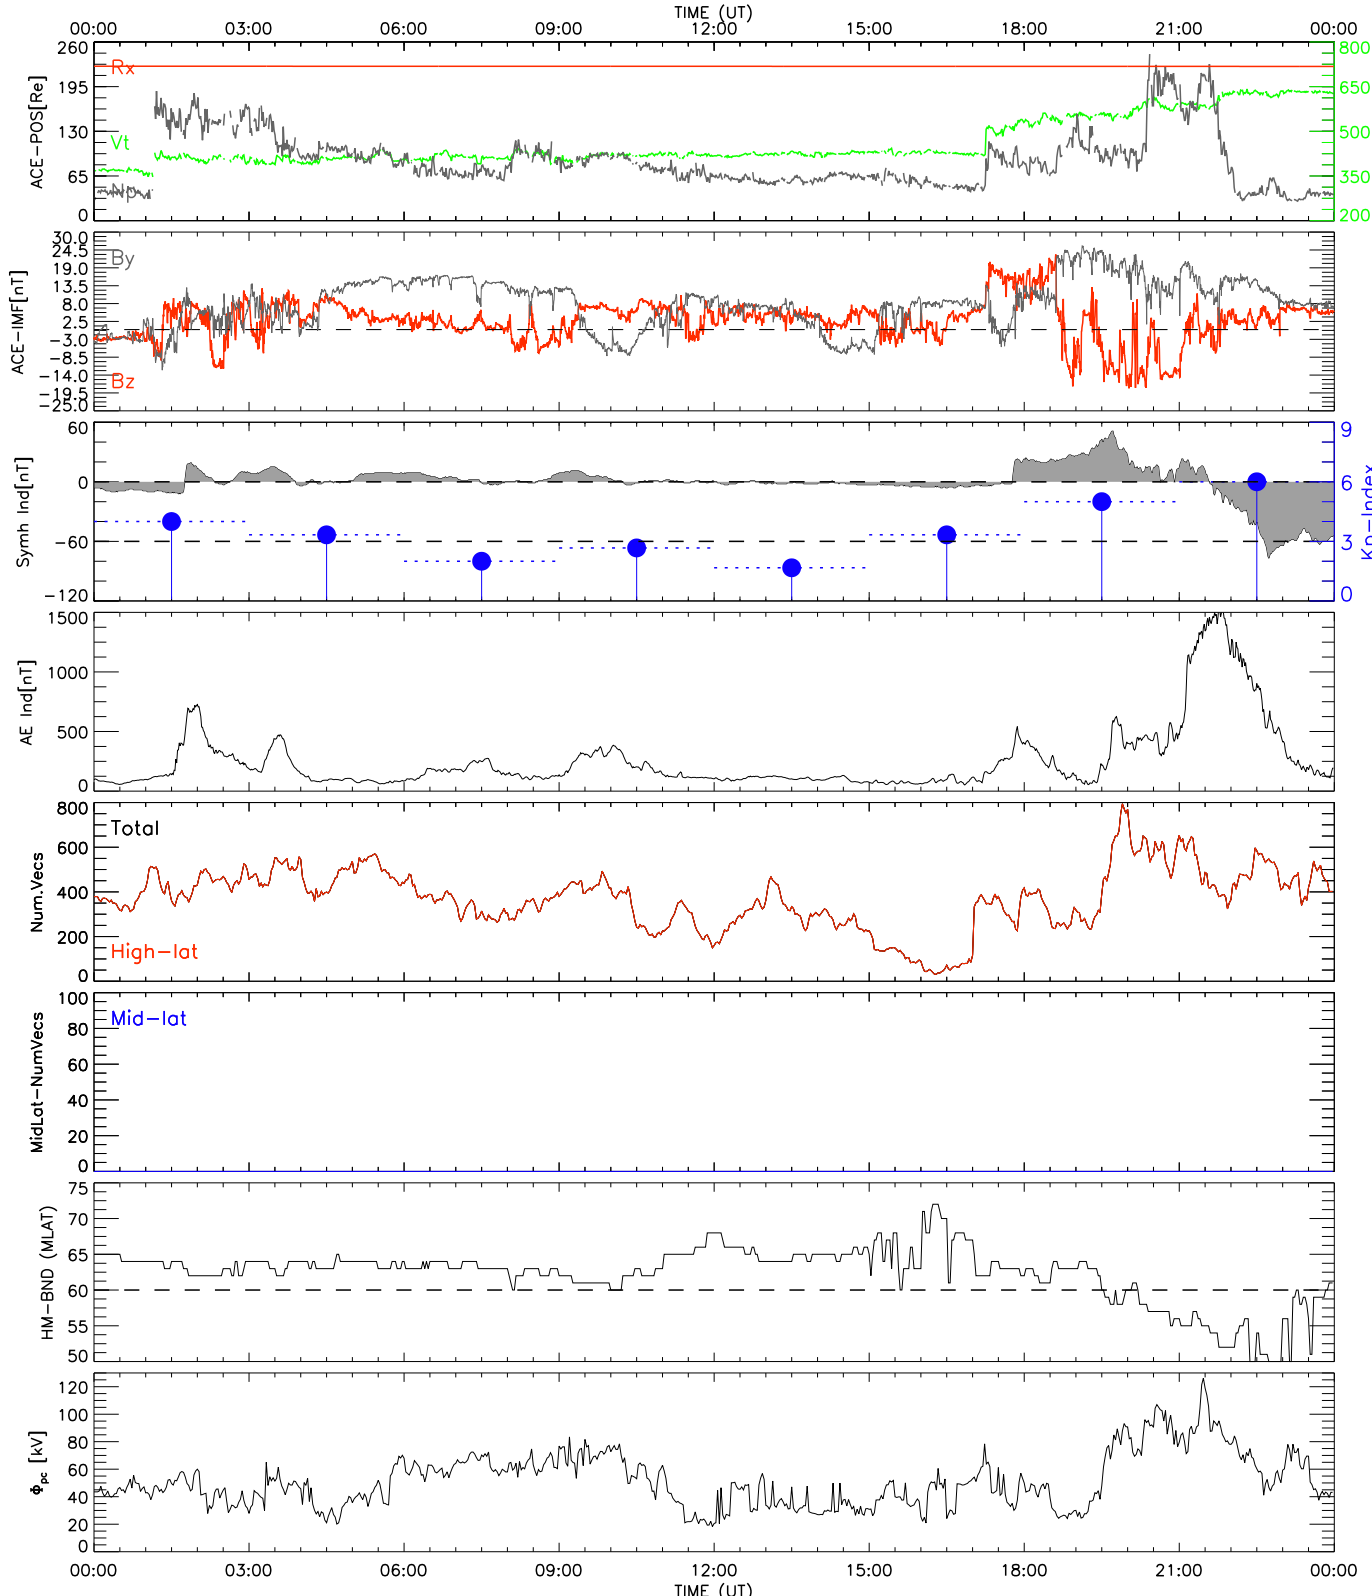 TIME (UT)
00:00 03:00 06:00 09:00 12:00 15:00 18:00 21:00 00:00
ACE-POS[Re]
260
195
130
65
0
Rx
Vt
Np
800
650
500
350
200
ACE-IMF[nT]
30.0
24.5
19.0
13.5
8.0
2.5
-3.0
-8.5
-14.0
-19.5
-25.0
By
Bz
Symh Ind[nT]
60
0
-60
-120
9
6
3
0
Kp-Index
AE Ind[nT]
1500
1000
500
0
Num.Vecs
800
600
400
200
0
Total
High-lat
MidLat-NumVecs
100
80
60
40
20
0
Mid-lat
HM-BND (MLAT)
75
70
65
60
55
50
Φpc [kV]
120
100
80
60
40
20
0
00:00 03:00 06:00 09:00 12:00 15:00 18:00 21:00 00:00
TIME (UT)